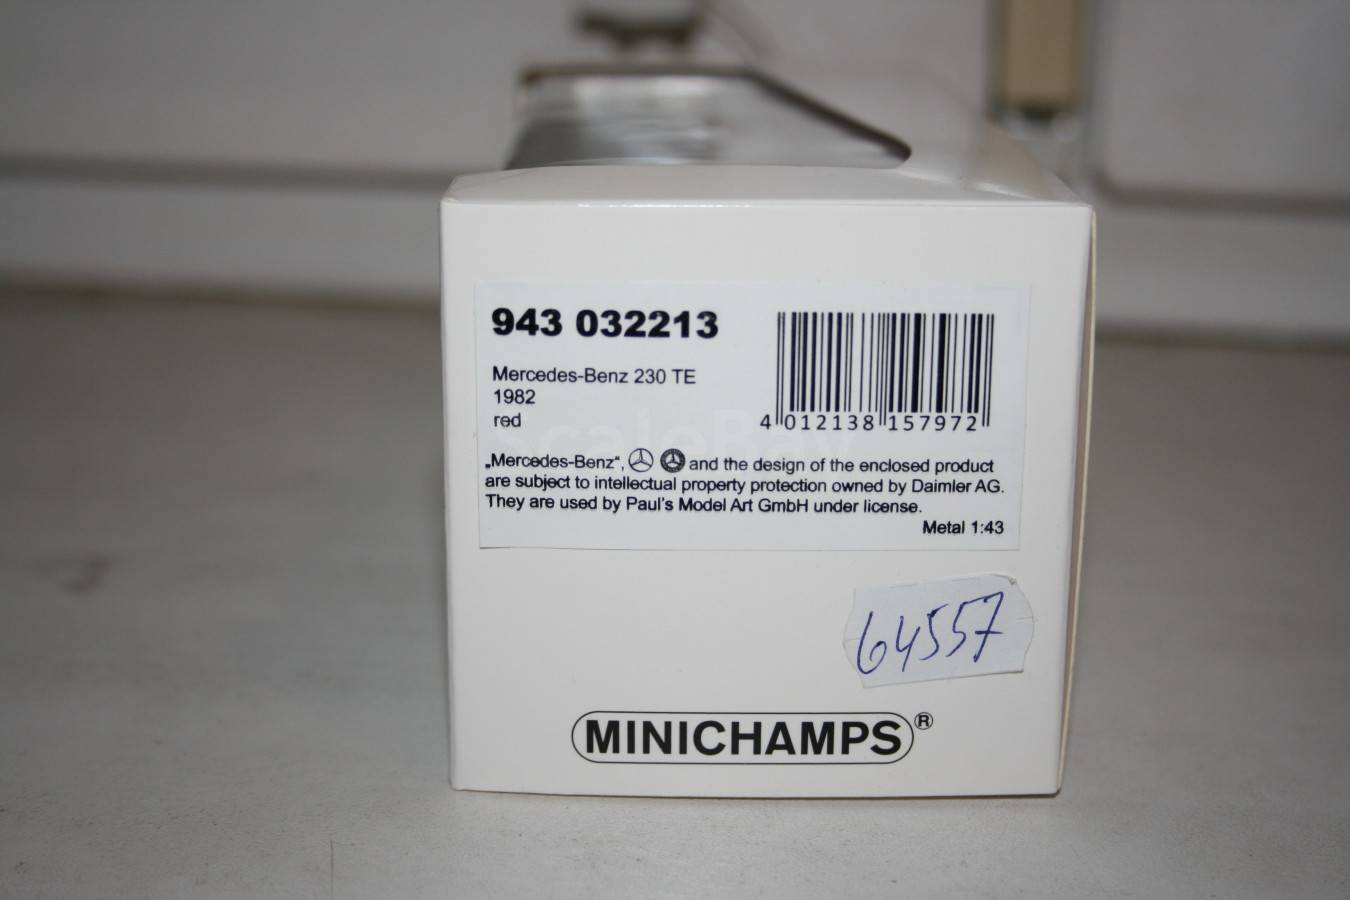 943 032213
Mercedes-Benz 230 TE
1982
red
4 012138 157972
„Mercedes-Benz“, and the design of the enclosed product
are subject to intellectual property protection owned by Daimler AG.
They are used by Paul's Model Art GmbH under license.
Metal 1:43
64557
MINICHAMPS®
ScaleBay